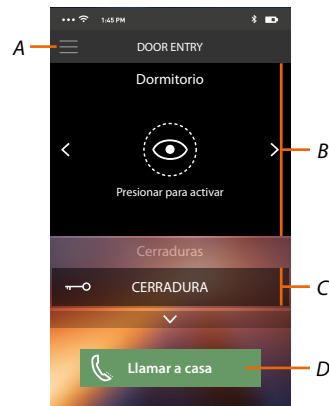 1:45 PM
A
DOOR ENTRY
Dormitorio
B
Presionar para activar
Cerraduras
CERRADURA
C
Llamar a casa
D